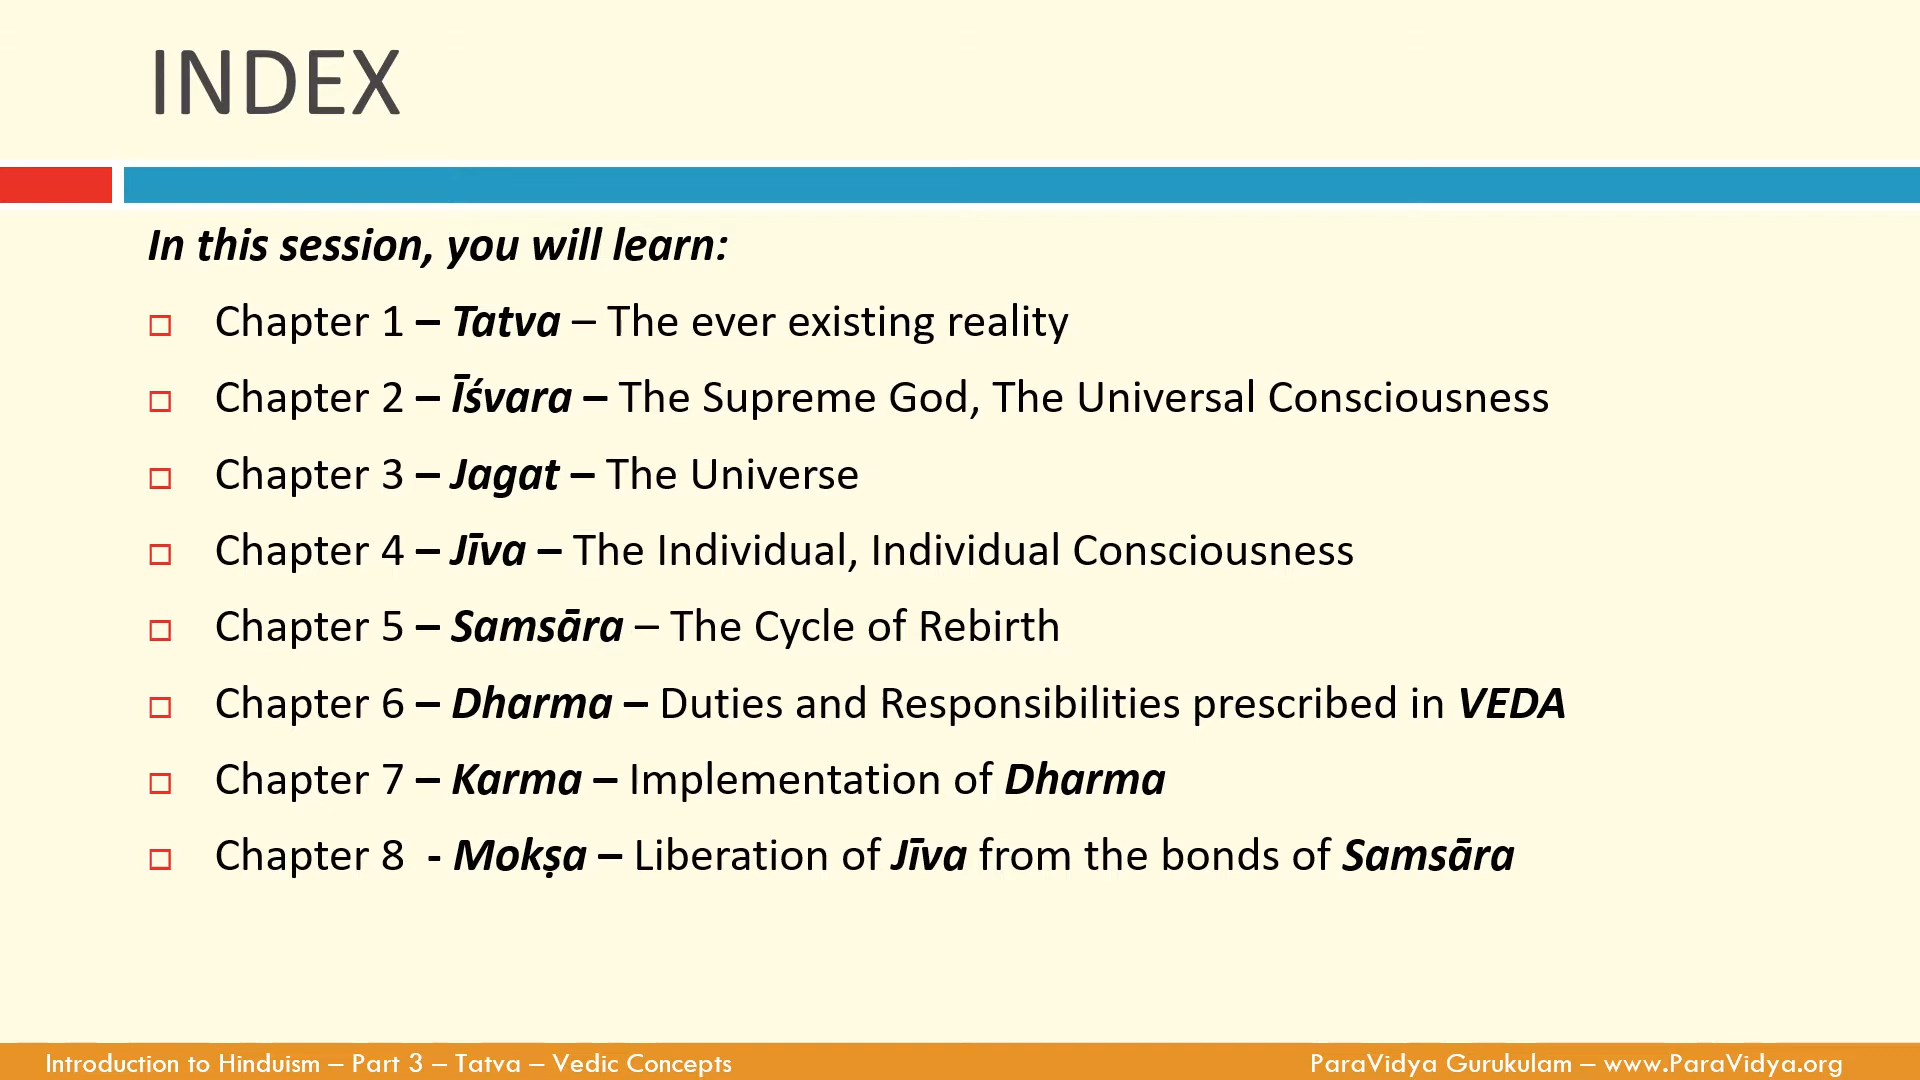 INDEX
In this session, you will learn:
Chapter 1 – Tatva – The ever existing reality
Chapter 2 – Īśvara – The Supreme God, The Universal Consciousness
Chapter 3 – Jagat – The Universe
Chapter 4 – Jīva – The Individual, Individual Consciousness
Chapter 5 – Samsāra – The Cycle of Rebirth
Chapter 6 – Dharma – Duties and Responsibilities prescribed in VEDA
Chapter 7 – Karma – Implementation of Dharma
Chapter 8 - Mokṣa – Liberation of Jīva from the bonds of Samsāra
Introduction to Hinduism – Part 3 – Tatva – Vedic Concepts
ParaVidya Gurukulam – www.ParaVidya.org